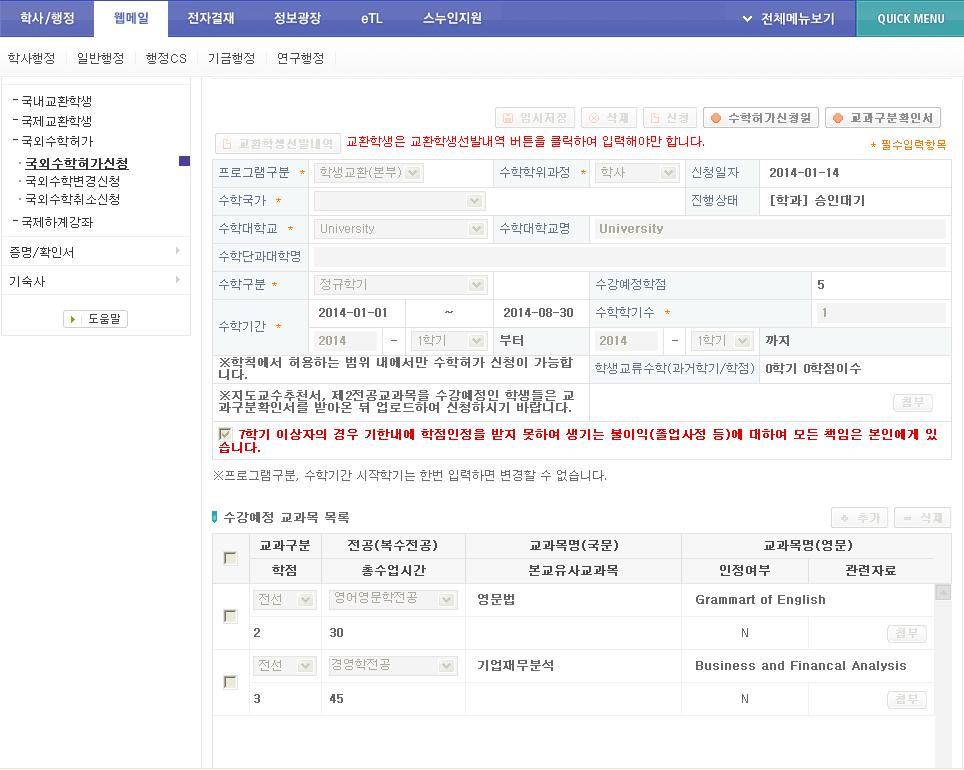 학사/행정 웹메일 전자결재 정보광장 eTL 스누인지원 전체메뉴보기 QUICK MENU
학사행정 일반행정 행정CS 기금행정 연구행정
- 국내교환학생
- 국제교환학생
- 국외수학허가
· 국외수학허가신청
· 국외수학변경신청
· 국외수학취소신청
- 국제하계강좌
증명/확인서
기숙사
도움말
임시저장 삭제 신청 수학허가신청원 교과구분확인서
교환학생선발내역 교환학생은 교환학생선발내역 버튼을 클릭하여 입력해야만 합니다.
* 필수입력항목
프로그램구분 * 학생교환(본부) 수학학위과정 * 학사 신청일자 2014-01-14
수학국가 * 진행상태 [학과] 승인대기
수학대학교 * University 수학대학교명 University
수학단과대학명
수학구분 * 정규학기 수강예정학점 5
수학기간 * 2014-01-01 ~ 2014-08-30 수학학기수 * 1
2014 - 1학기 부터 2014 - 1학기 까지
※학칙에서 허용하는 범위 내에서만 수학허가 신청이 가능합
니다.
학생교류수학(과거학기/학점) 0학기 0학점이수
※지도교수추천서, 제2전공교과목을 수강예정인 학생들은 교
과구분확인서를 받아온 뒤 업로드하여 신청하시기 바랍니다.
첨부
7학기 이상자의 경우 기한내에 학점인정을 받지 못하여 생기는 불이익(졸업사정 등)에 대하여 모든 책임은 본인에게 있
습니다.
※프로그램구분, 수학기간 시작학기는 한번 입력하면 변경할 수 없습니다.
수강예정 교과목 목록 + 추가 - 삭제
교과구분 전공(복수전공) 교과목명(국문) 교과목명(영문)
학점 총수업시간 본교유사교과목 인정여부 관련자료
전선 영어영문학전공 영문법 Grammart of English
2 30 N 첨부
전선 경영학전공 기업재무분석 Business and Financal Analysis
3 45 N 첨부